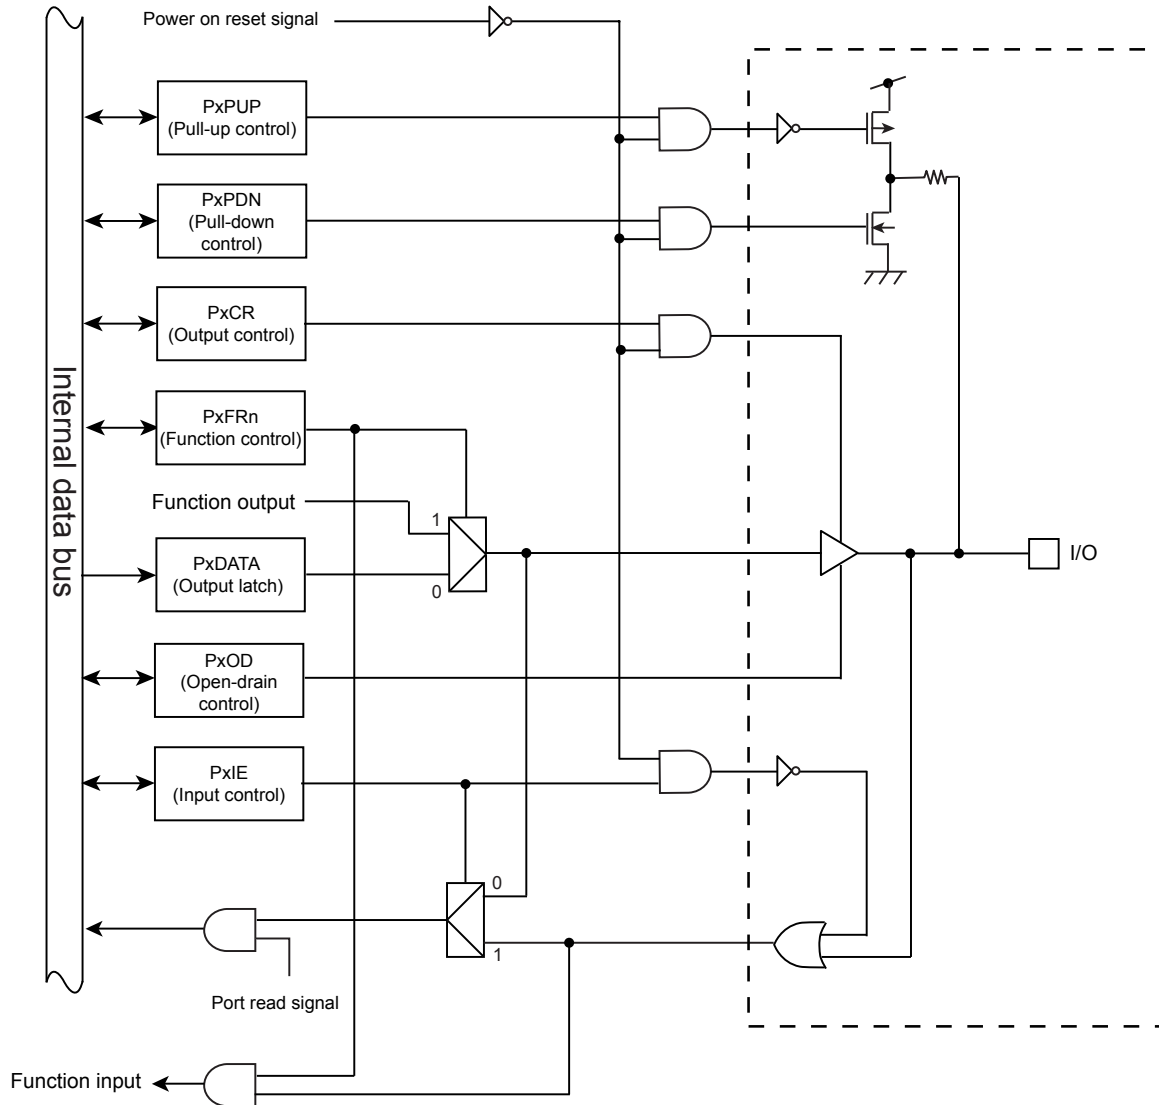 Power on reset signal
PxPUP
(Pull-up control)
PxPDN
(Pull-down
control)
PxCR
(Output control)
Internal data bus
PxFRn
(Function control)
Function output
1
PxDATA
(Output latch)
0
I/O
PxOD
(Open-drain
control)
PxIE
(Input control)
0
1
Port read signal
Function input